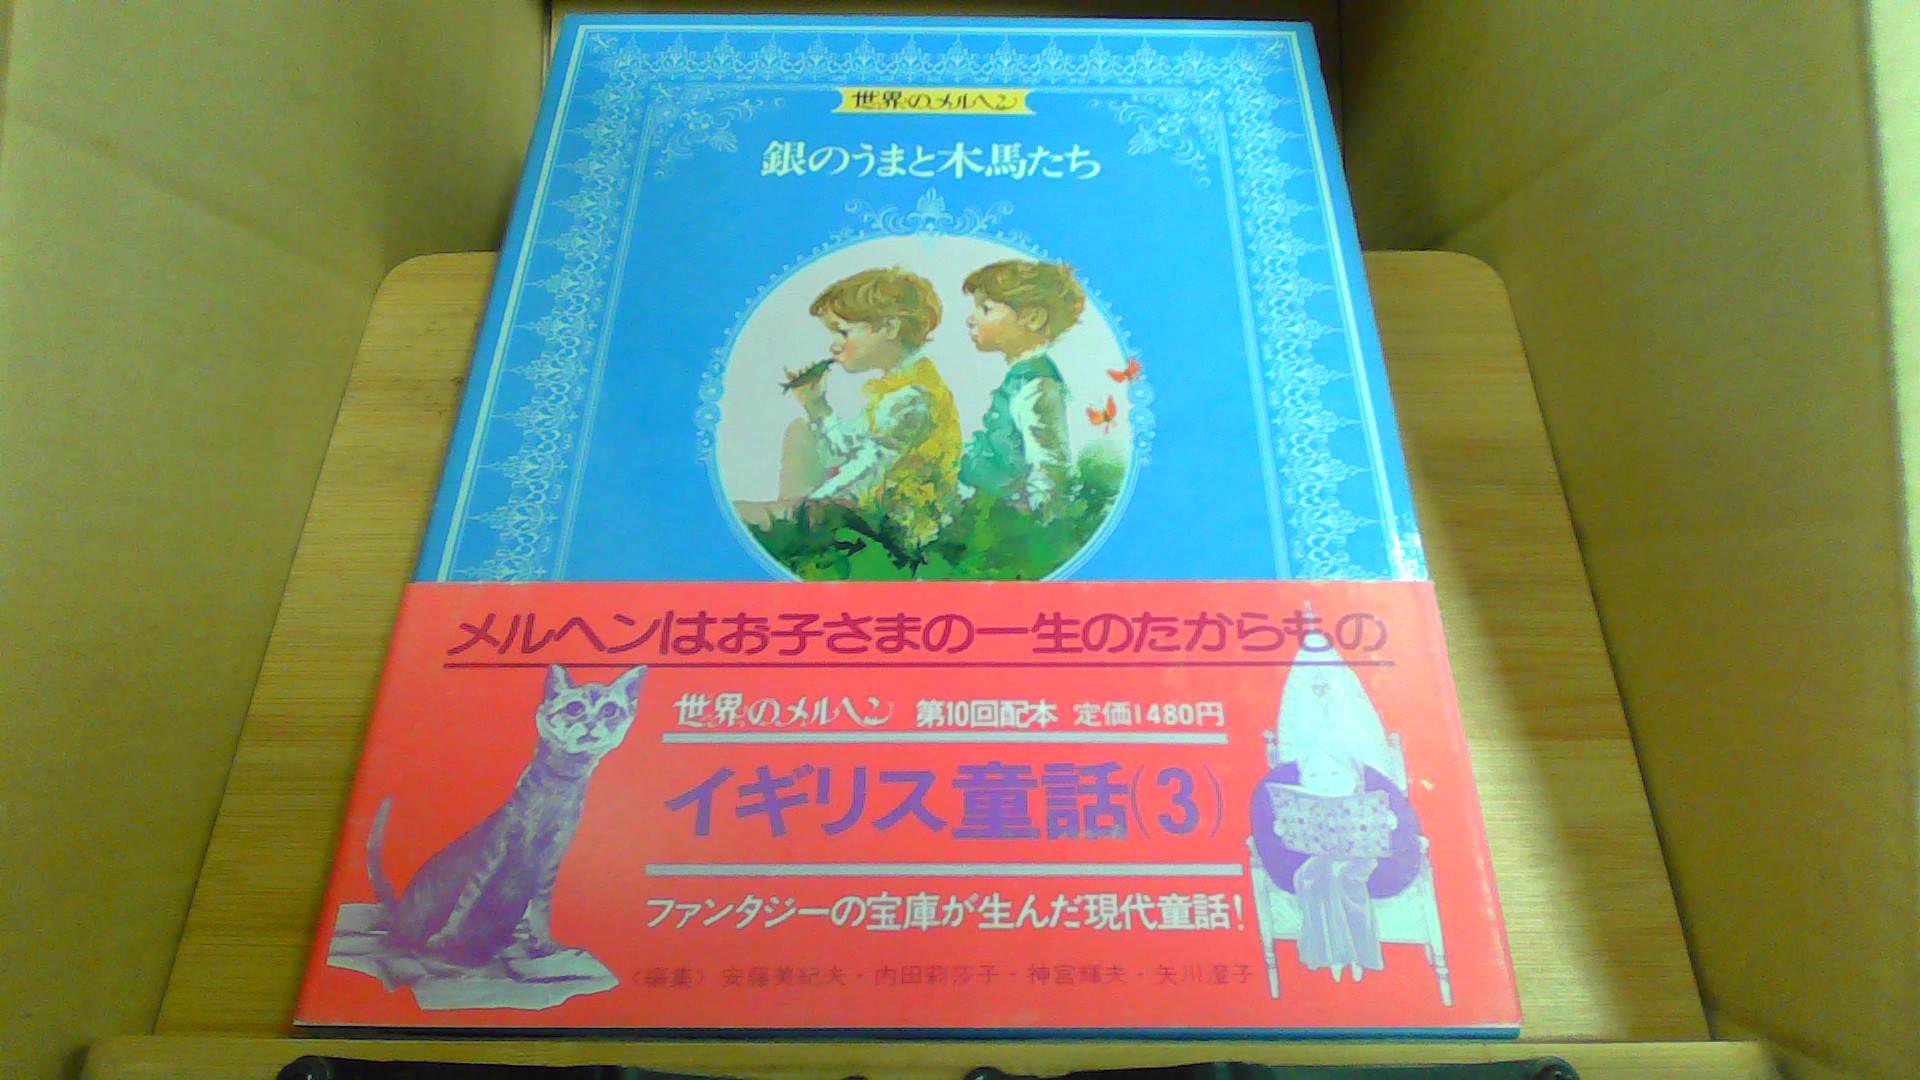 世界のメルヘン
銀のうまと木馬たち
メルヘンはお子さまの一生のたからもの
世界のメルヘン 第10回配本 定価1480円
イギリス童話(3)
ファンタジーの宝庫が生んだ現代童話!
〈編集〉安藤美紀夫・内田莉莎子・神宮輝夫・矢川澄子